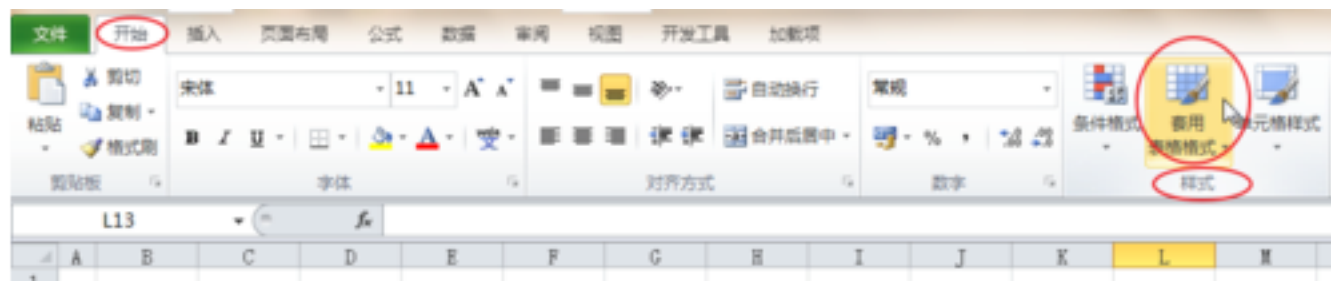 文件 开始 插入 页面布局 公式 数据 审阅 视图 开发工具 加载项
剪切
宋体 11 A A 自动换行 常规
复制
粘贴 条件格式 套用 单元格样式
B I U A 变 合并后居中 % ,
表格格式
格式刷
剪贴板 字体 对齐方式 数字 样式
L13 fx
A B C D E F G H I J K L M